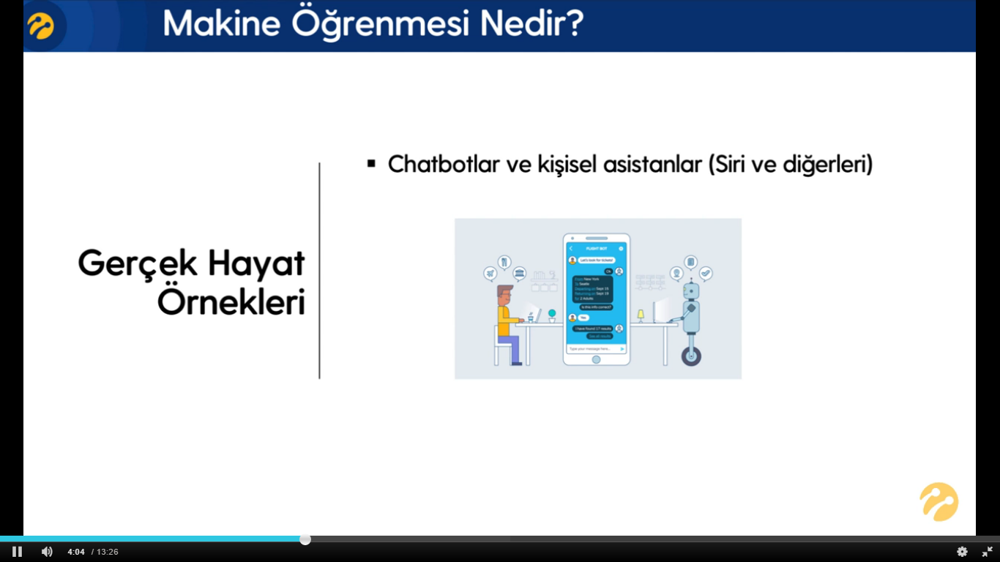 Makine Öğrenmesi Nedir?
▪ Chatbotlar ve kişisel asistanlar (Siri ve diğerleri)
Gerçek Hayat
Örnekleri
FLIGHT BOT
Let's look for tickets!
Ok
From New York
To Seattle
Departing on Sept 15
Returning on Sept 19
for 2 Adults
Is this info correct?
Yes
I have found 17 results
See all results
Type your message here...
4:04 / 13:26